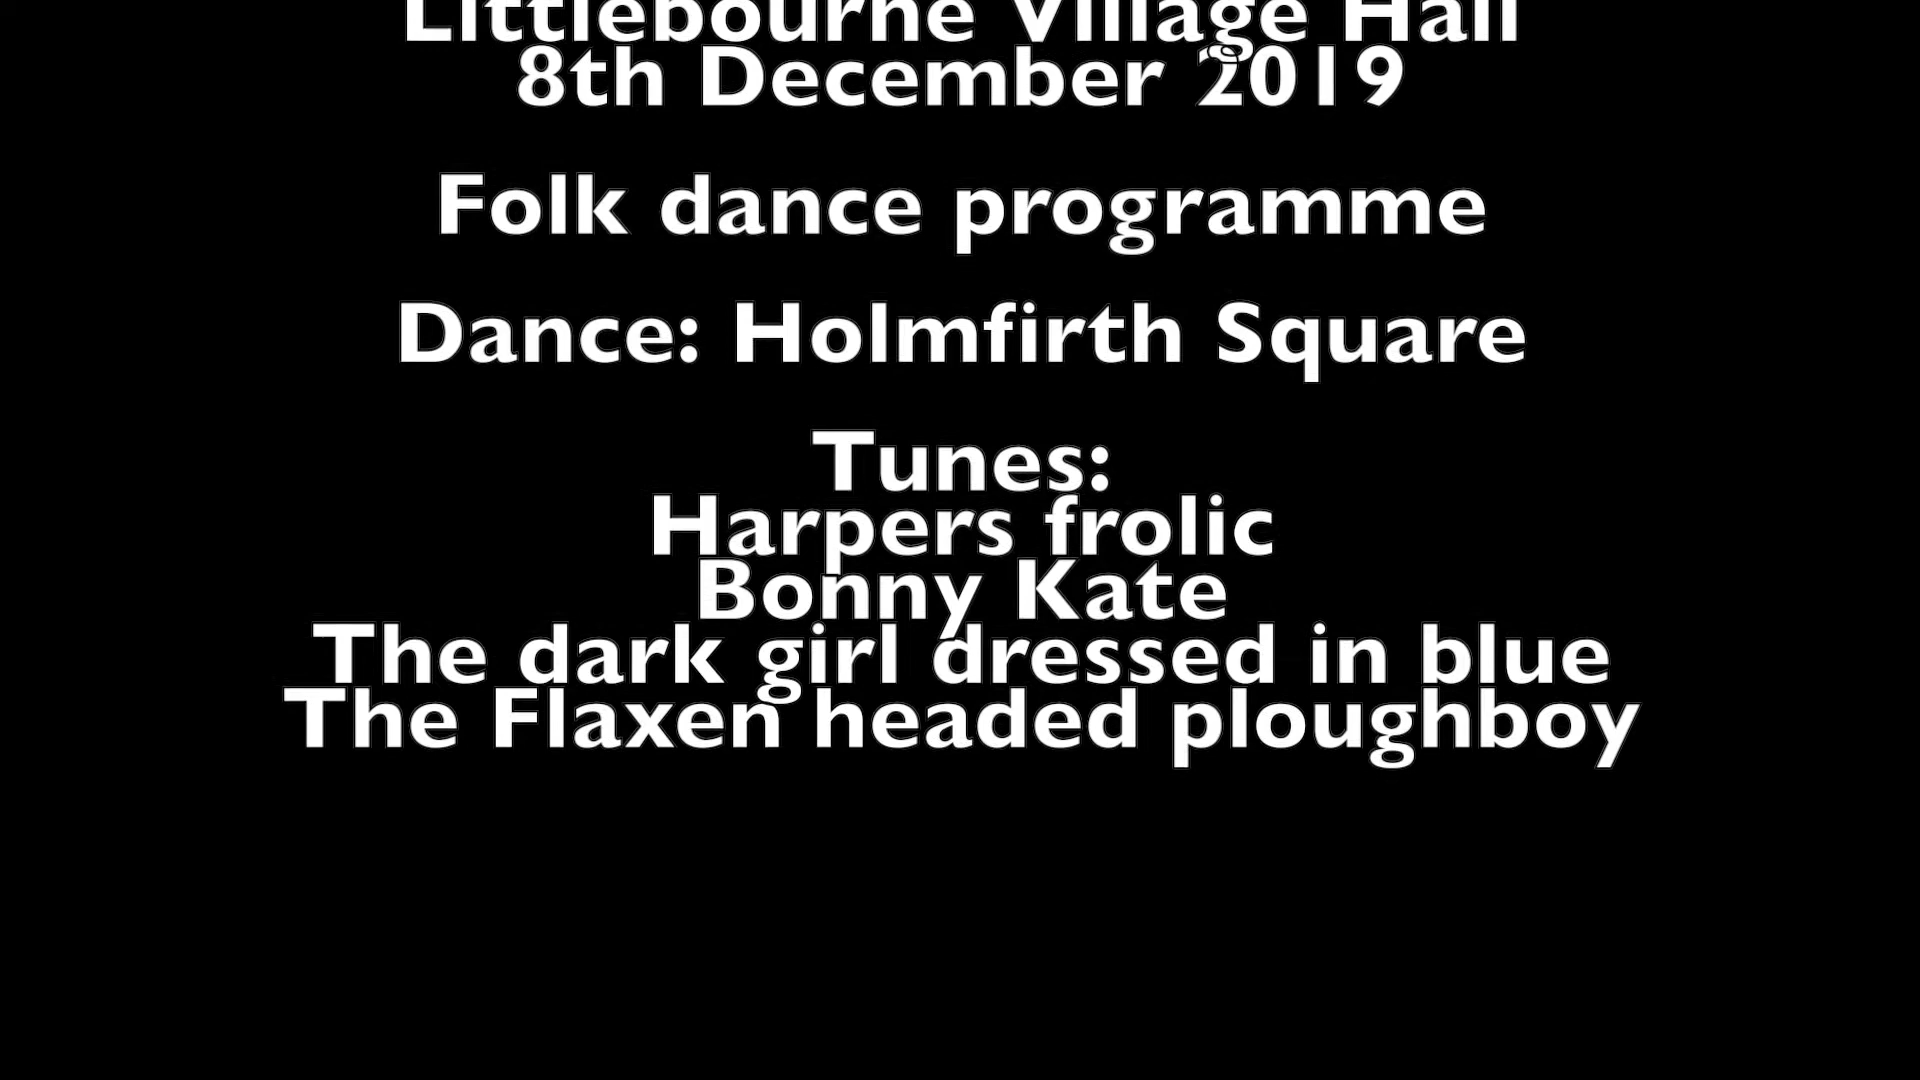 Littlebourne Village Hall
8th December 2019
Folk dance programme
Dance: Holmfirth Square
Tunes:
Harpers frolic
Bonny Kate
The dark girl dressed in blue
The Flaxen headed ploughboy